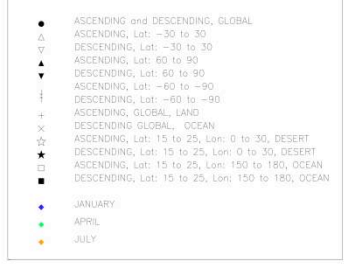 ASCENDING and DESCENDING, GLOBAL
ASCENDING, Lat: −30 to 30
DESCENDING, Lat: −30 to 30
ASCENDING, Lat: 60 to 90
DESCENDING, Lat: 60 to 90
ASCENDING, Lat: −60 to −90
DESCENDING, Lat: −60 to −90
ASCENDING, GLOBAL, LAND
DESCENDING GLOBAL, OCEAN
ASCENDING, Lat: 15 to 25, Lon: 0 to 30, DESERT
DESCENDING, Lat: 15 to 25, Lon: 0 to 30, DESERT
ASCENDING, Lat: 15 to 25, Lon: 150 to 180, OCEAN
DESCENDING, Lat: 15 to 25, Lon: 150 to 180, OCEAN
JANUARY
APRIL
JULY